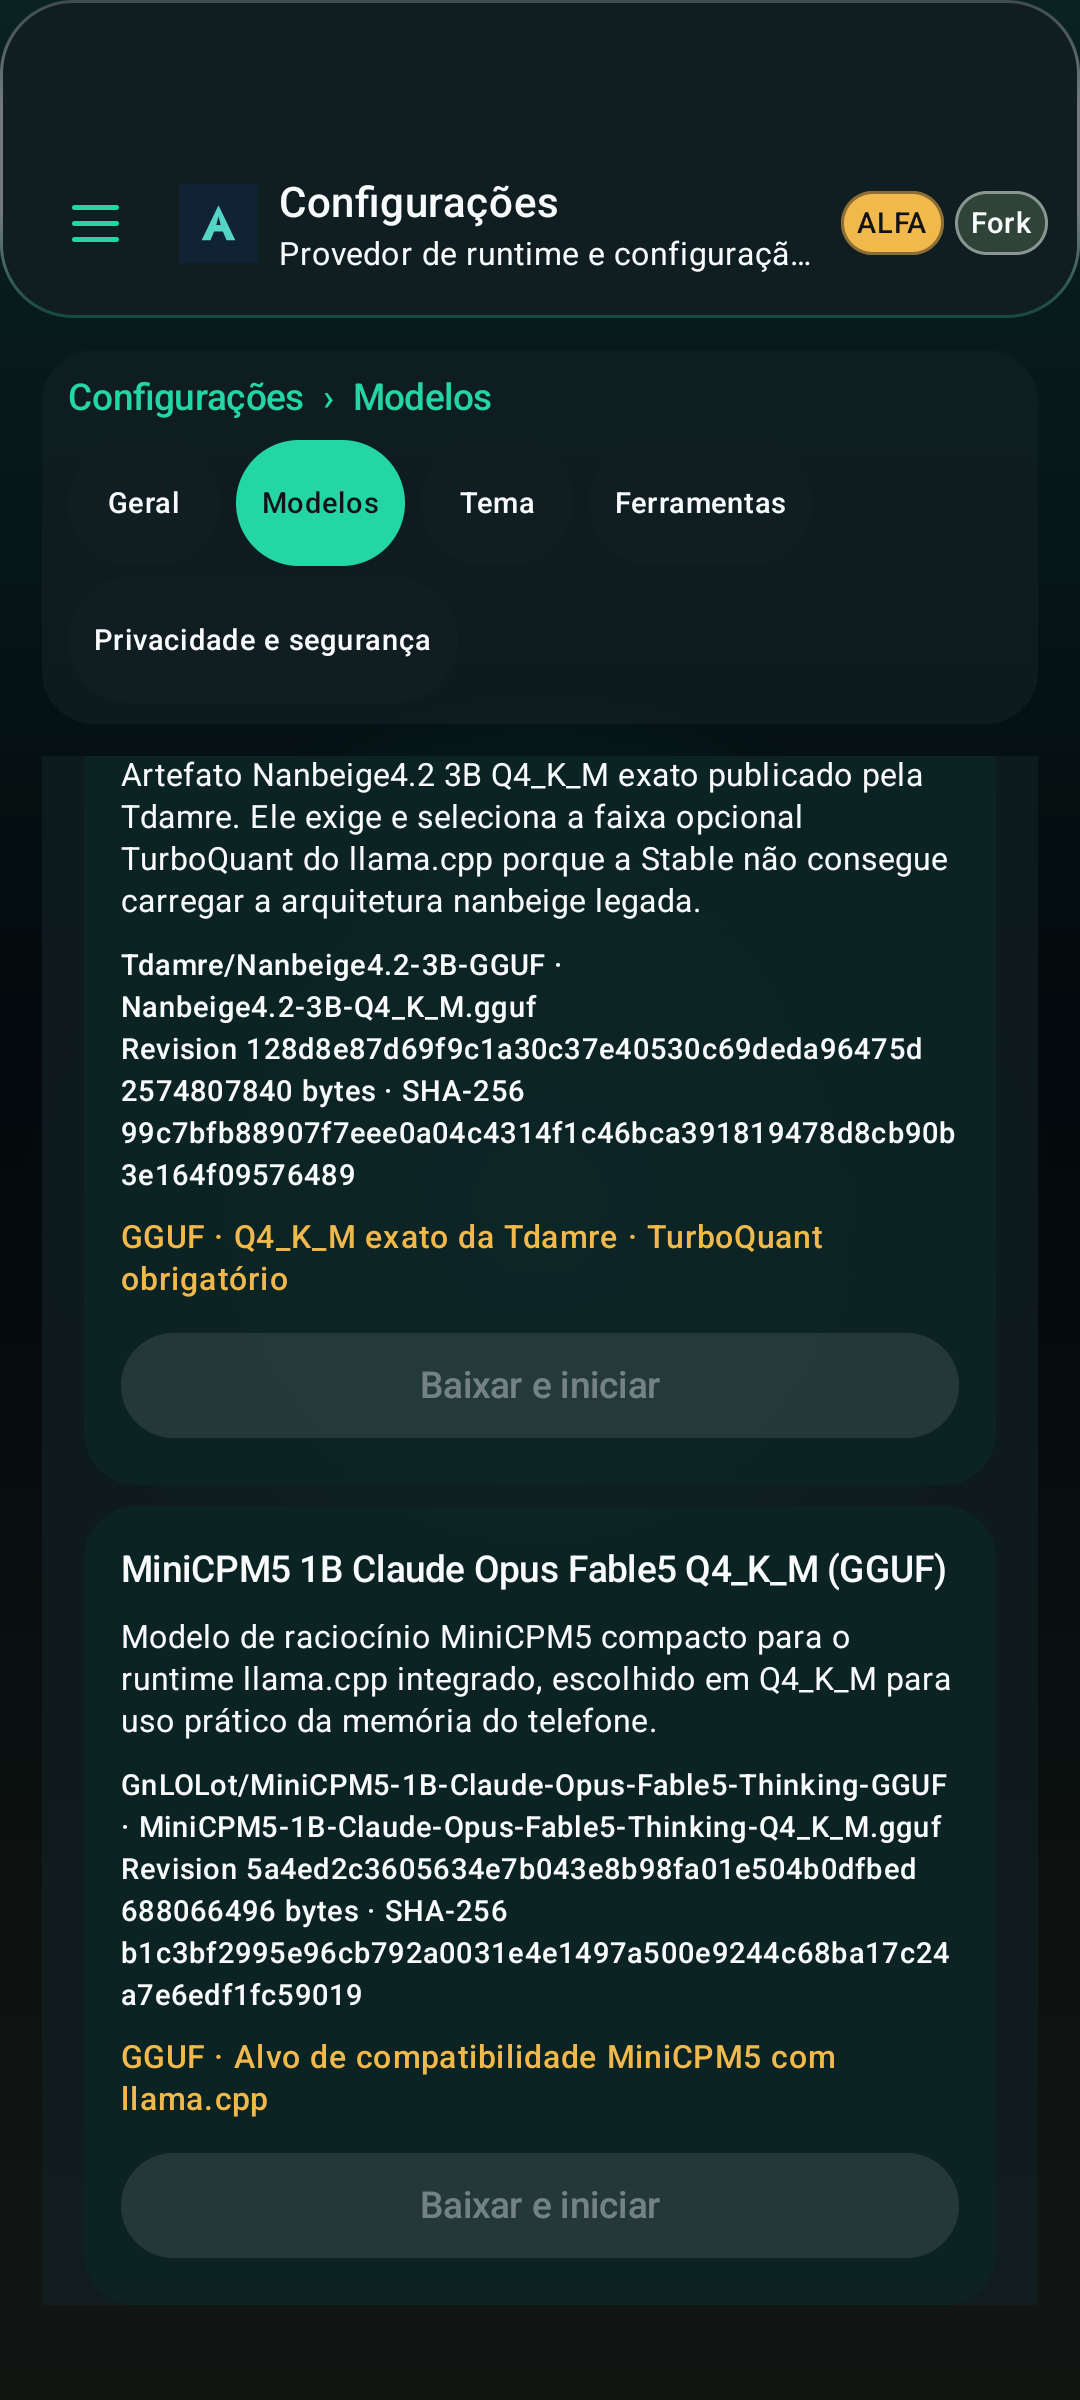 Configurações
Provedor de runtime e configuraçã…
ALFA
Fork
Configurações › Modelos
Geral
Modelos
Tema
Ferramentas
Privacidade e segurança
Artefato Nanbeige4.2 3B Q4_K_M exato publicado pela
Tdamre. Ele exige e seleciona a faixa opcional
TurboQuant do llama.cpp porque a Stable não consegue
carregar a arquitetura nanbeige legada.
Tdamre/Nanbeige4.2-3B-GGUF ·
Nanbeige4.2-3B-Q4_K_M.gguf
Revision 128d8e87d69f9c1a30c37e40530c69deda96475d
2574807840 bytes · SHA-256
99c7bfb88907f7eee0a04c4314f1c46bca391819478d8cb90b
3e164f09576489
GGUF · Q4_K_M exato da Tdamre · TurboQuant
obrigatório
Baixar e iniciar
MiniCPM5 1B Claude Opus Fable5 Q4_K_M (GGUF)
Modelo de raciocínio MiniCPM5 compacto para o
runtime llama.cpp integrado, escolhido em Q4_K_M para
uso prático da memória do telefone.
GnLOLot/MiniCPM5-1B-Claude-Opus-Fable5-Thinking-GGUF
· MiniCPM5-1B-Claude-Opus-Fable5-Thinking-Q4_K_M.gguf
Revision 5a4ed2c3605634e7b043e8b98fa01e504b0dfbed
688066496 bytes · SHA-256
b1c3bf2995e96cb792a0031e4e1497a500e9244c68ba17c24
a7e6edf1fc59019
GGUF · Alvo de compatibilidade MiniCPM5 com
llama.cpp
Baixar e iniciar